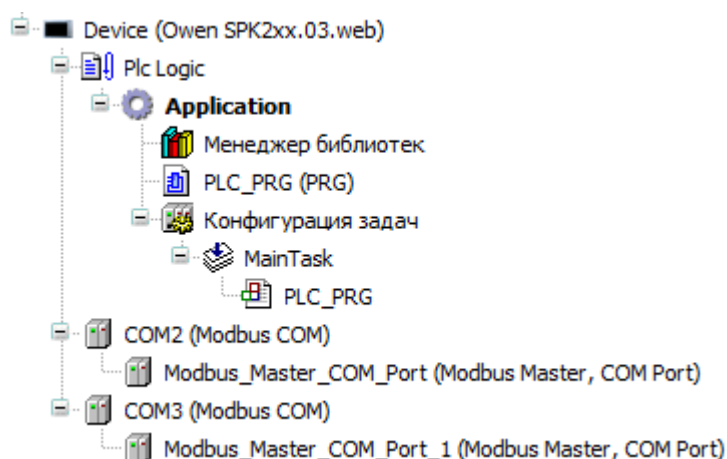 Device (Owen SPK2xx.03.web)
Plc Logic
Application
Менеджер библиотек
PLC_PRG (PRG)
Конфигурация задач
MainTask
PLC_PRG
COM2 (Modbus COM)
Modbus_Master_COM_Port (Modbus Master, COM Port)
COM3 (Modbus COM)
Modbus_Master_COM_Port_1 (Modbus Master, COM Port)